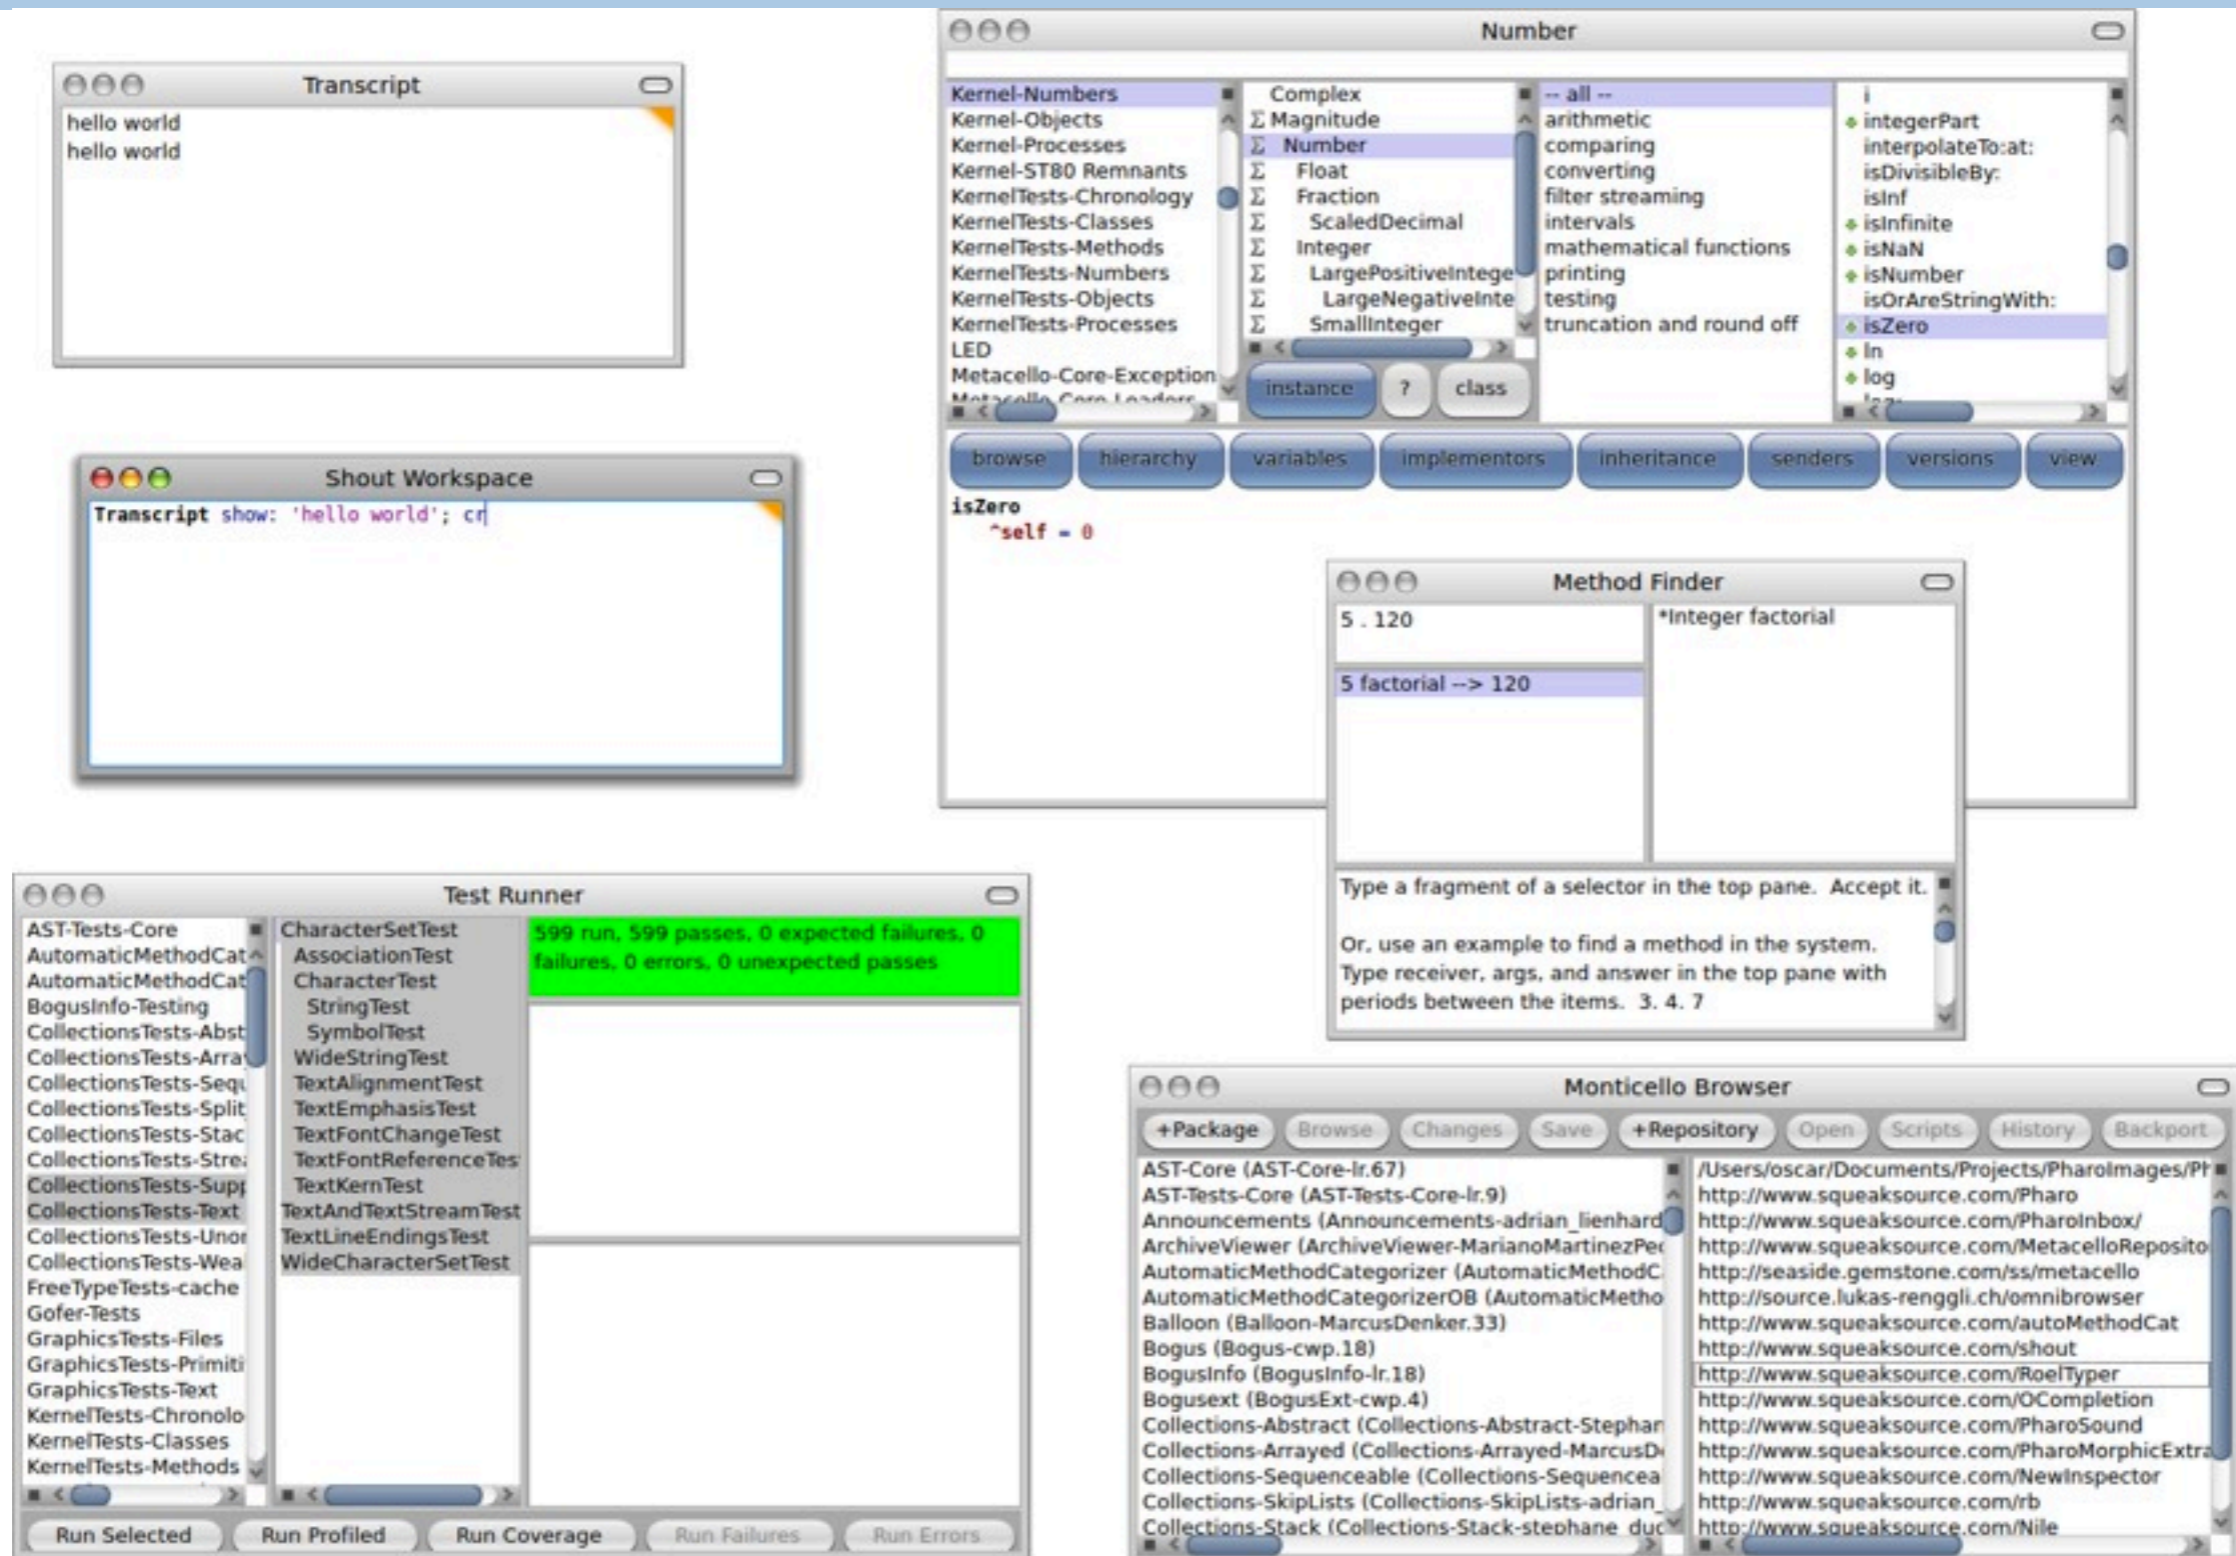 Transcript
hello world
hello world
Shout Workspace
Transcript show: 'hello world'; cr
Number
Kernel-Numbers
Kernel-Objects
Kernel-Processes
Kernel-ST80 Remnants
KernelTests-Chronology
KernelTests-Classes
KernelTests-Methods
KernelTests-Numbers
KernelTests-Objects
KernelTests-Processes
LED
Metacello-Core-Exception
Metacello-Core-Loaders
Complex
Σ Magnitude
Σ Number
Σ Float
Σ Fraction
Σ ScaledDecimal
Σ Integer
Σ LargePositiveIntege
Σ LargeNegativeInte
Σ SmallInteger
instance ? class
-- all --
arithmetic
comparing
converting
filter streaming
intervals
mathematical functions
printing
testing
truncation and round off
i
integerPart
interpolateTo:at:
isDivisibleBy:
isInf
isInfinite
isNaN
isNumber
isOrAreStringWith:
isZero
ln
log
browse hierarchy variables implementors inheritance senders versions view
isZero
^self = 0
Method Finder
5 . 120
5 factorial --> 120
*Integer factorial
Type a fragment of a selector in the top pane. Accept it.
Or, use an example to find a method in the system.
Type receiver, args, and answer in the top pane with
periods between the items. 3. 4. 7
Test Runner
AST-Tests-Core
AutomaticMethodCat
AutomaticMethodCat
BogusInfo-Testing
CollectionsTests-Abst
CollectionsTests-Arra
CollectionsTests-Sequ
CollectionsTests-Split
CollectionsTests-Stac
CollectionsTests-Strea
CollectionsTests-Supp
CollectionsTests-Text
CollectionsTests-Unor
CollectionsTests-Wea
FreeTypeTests-cache
Gofer-Tests
GraphicsTests-Files
GraphicsTests-Primiti
GraphicsTests-Text
KernelTests-Chronolo
KernelTests-Classes
KernelTests-Methods
CharacterSetTest
AssociationTest
CharacterTest
StringTest
SymbolTest
WideStringTest
TextAlignmentTest
TextEmphasisTest
TextFontChangeTest
TextFontReferenceTes
TextKernTest
TextAndTextStreamTest
TextLineEndingsTest
WideCharacterSetTest
599 run, 599 passes, 0 expected failures, 0
failures, 0 errors, 0 unexpected passes
Run Selected Run Profiled Run Coverage Run Failures Run Errors
Monticello Browser
+Package Browse Changes Save +Repository Open Scripts History Backport
AST-Core (AST-Core-lr.67)
AST-Tests-Core (AST-Tests-Core-lr.9)
Announcements (Announcements-adrian_lienhard
ArchiveViewer (ArchiveViewer-MarianoMartinezPec
AutomaticMethodCategorizer (AutomaticMethodC
AutomaticMethodCategorizerOB (AutomaticMetho
Balloon (Balloon-MarcusDenker.33)
Bogus (Bogus-cwp.18)
BogusInfo (BogusInfo-lr.18)
Bogusext (BogusExt-cwp.4)
Collections-Abstract (Collections-Abstract-Stephan
Collections-Arrayed (Collections-Arrayed-MarcusDe
Collections-Sequenceable (Collections-Sequencea
Collections-SkipLists (Collections-SkipLists-adrian_
Collections-Stack (Collections-Stack-stephane_duc
/Users/oscar/Documents/Projects/PharoImages/Ph
http://www.squeaksource.com/Pharo
http://www.squeaksource.com/PharoInbox/
http://www.squeaksource.com/MetacelloReposito
http://seaside.gemstone.com/ss/metacello
http://source.lukas-renggli.ch/omnibrowser
http://www.squeaksource.com/autoMethodCat
http://www.squeaksource.com/shout
http://www.squeaksource.com/RoelTyper
http://www.squeaksource.com/OCompletion
http://www.squeaksource.com/PharoSound
http://www.squeaksource.com/PharoMorphicExtra
http://www.squeaksource.com/NewInspector
http://www.squeaksource.com/rb
http://www.squeaksource.com/Nile